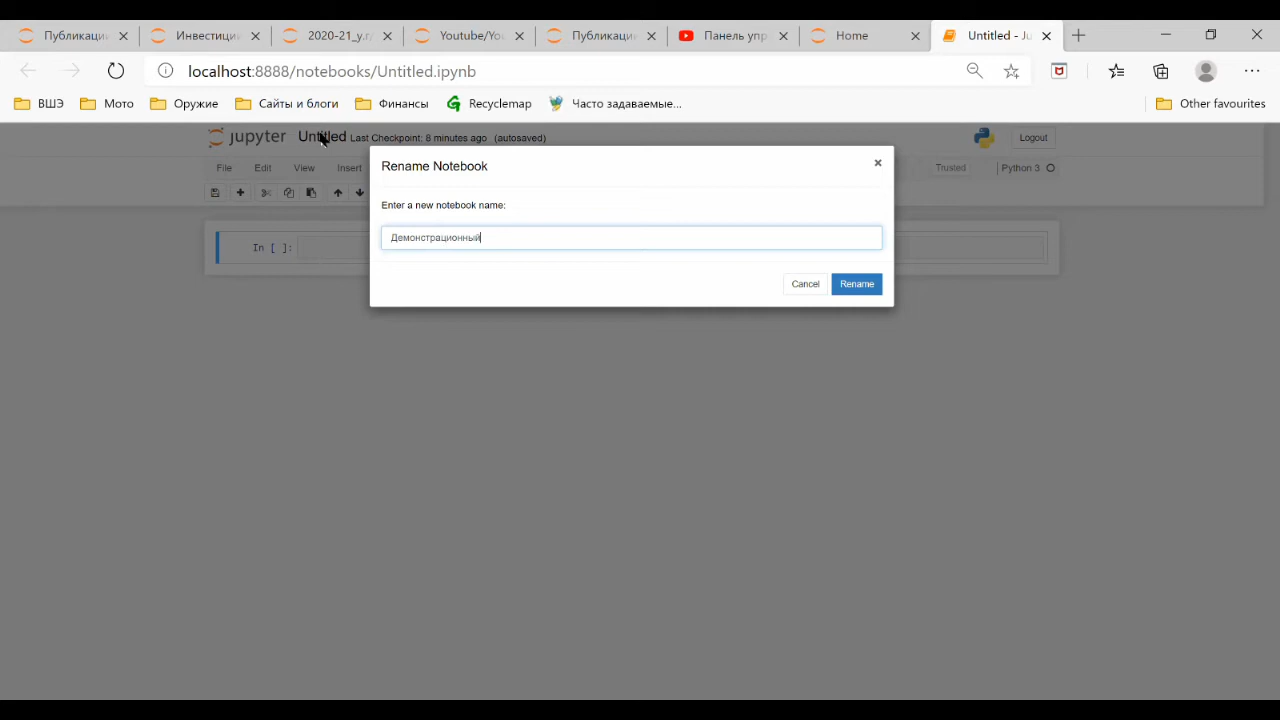 Публикаци
Инвестици
2020-21_у.г
Youtube/You
Публикации
Панель упр
Home
Untitled - Ju
localhost:8888/notebooks/Untitled.ipynb
ВШЭ
Мото
Оружие
Сайты и блоги
Финансы
Recyclemap
Часто задаваемые...
Other favourites
jupyter
Untitled
Last Checkpoint: 8 minutes ago (autosaved)
Logout
File
Edit
View
Insert
Trusted
Python 3
Rename Notebook
Enter a new notebook name:
Демонстрационный
Cancel
Rename
In [ ]: